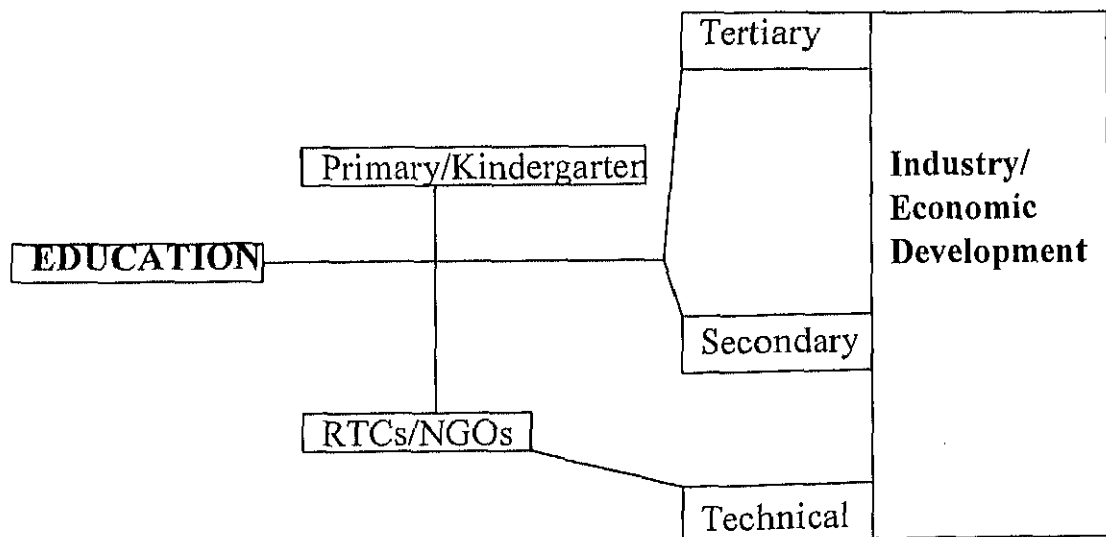 Tertiary
Primary/Kindergarten
Industry/
Economic
Development
EDUCATION
Secondary
RTCs/NGOs
Technical